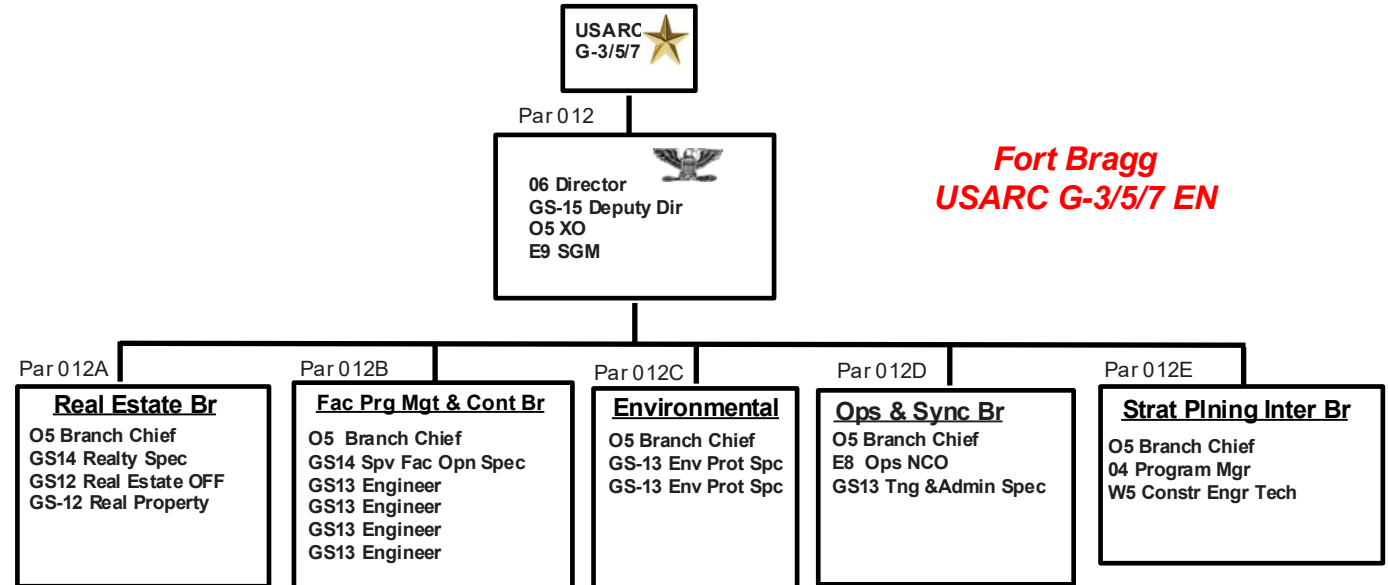 USARC
G-3/5/7
Par 012
06 Director
GS-15 Deputy Dir
O5 XO
E9 SGM
Fort Bragg
USARC G-3/5/7 EN
Par 012A
Real Estate Br
O5 Branch Chief
GS14 Realty Spec
GS12 Real Estate OFF
GS-12 Real Property
Par 012B
Fac Prg Mgt & Cont Br
O5 Branch Chief
GS14 Spv Fac Opn Spec
GS13 Engineer
GS13 Engineer
GS13 Engineer
GS13 Engineer
Par 012C
Environmental
O5 Branch Chief
GS-13 Env Prot Spc
GS-13 Env Prot Spc
Par 012D
Ops & Sync Br
O5 Branch Chief
E8 Ops NCO
GS13 Tng &Admin Spec
Par 012E
Strat Plning Inter Br
O5 Branch Chief
04 Program Mgr
W5 Constr Engr Tech